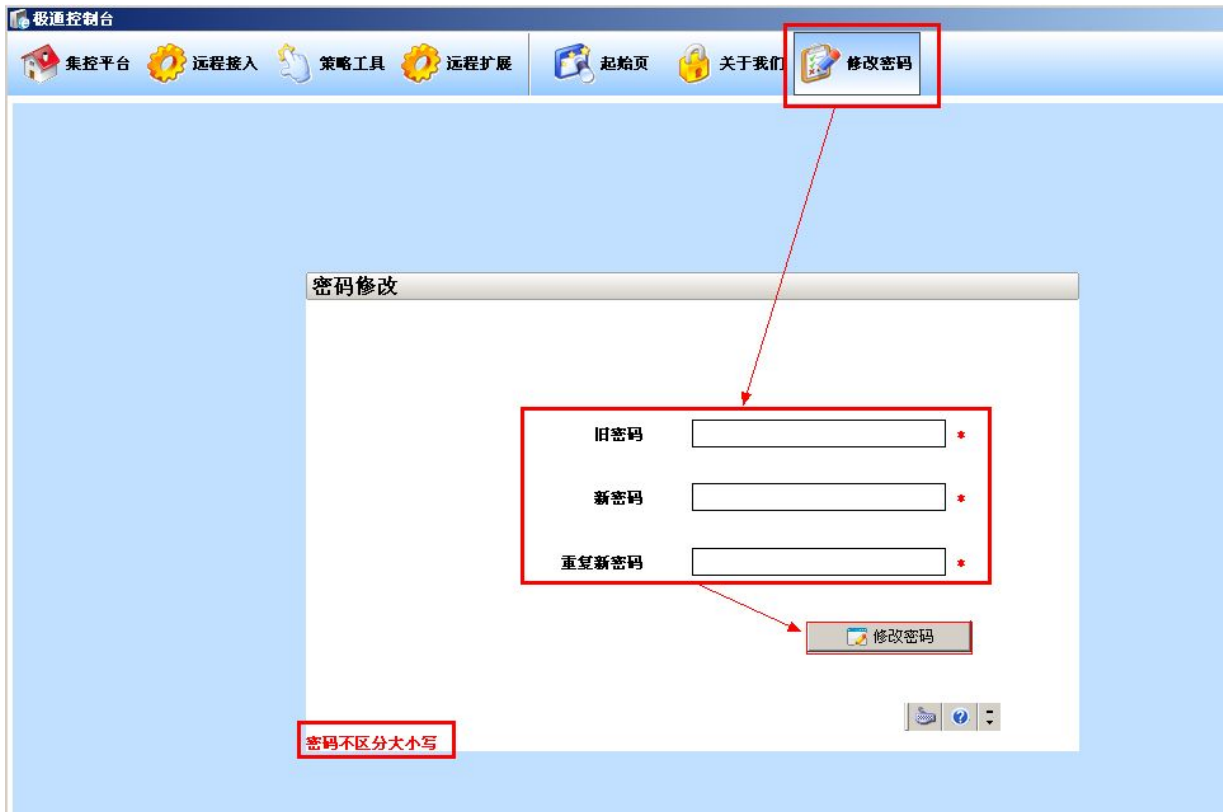 极通控制台
集控平台 远程接入 策略工具 远程扩展 起始页 关于我们 修改密码
密码修改
旧密码 *
新密码 *
重复新密码 *
修改密码
密码不区分大小写